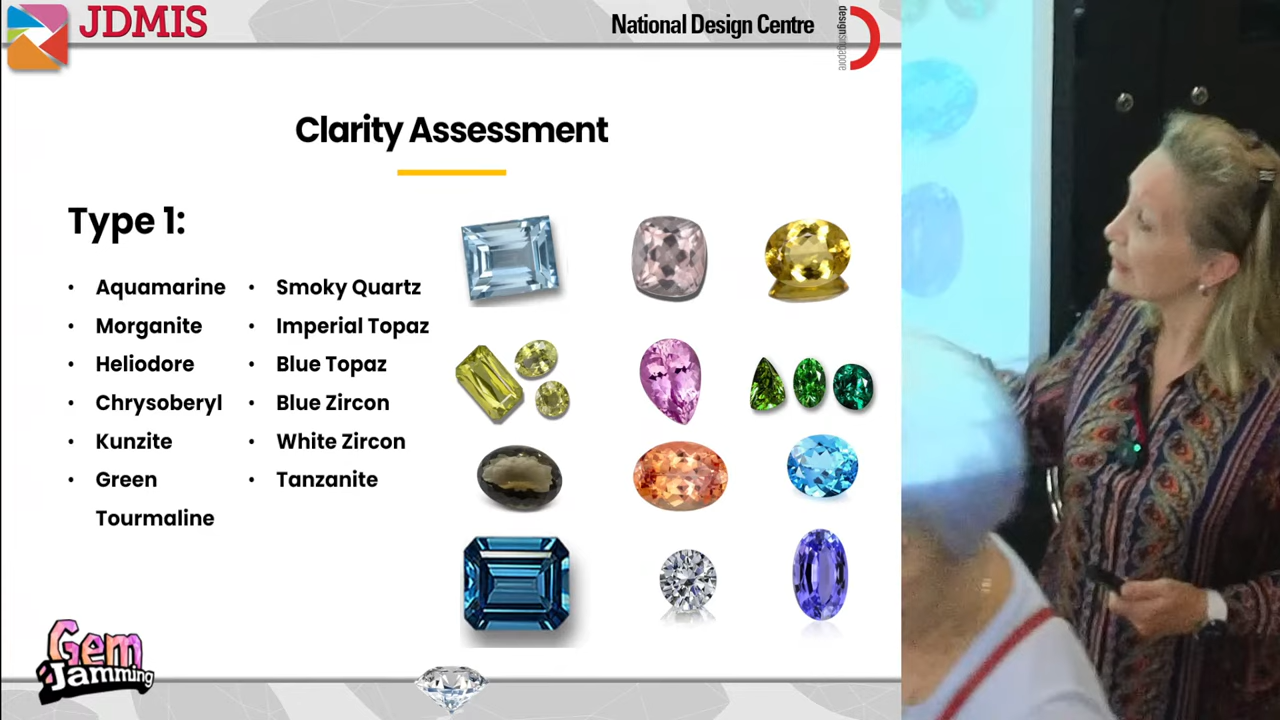 JDMIS
National Design Centre
designsingapore
Clarity Assessment
Type 1:
• Aquamarine
• Morganite
• Heliodore
• Chrysoberyl
• Kunzite
• Green
Tourmaline
• Smoky Quartz
• Imperial Topaz
• Blue Topaz
• Blue Zircon
• White Zircon
• Tanzanite
Gem
Jamming